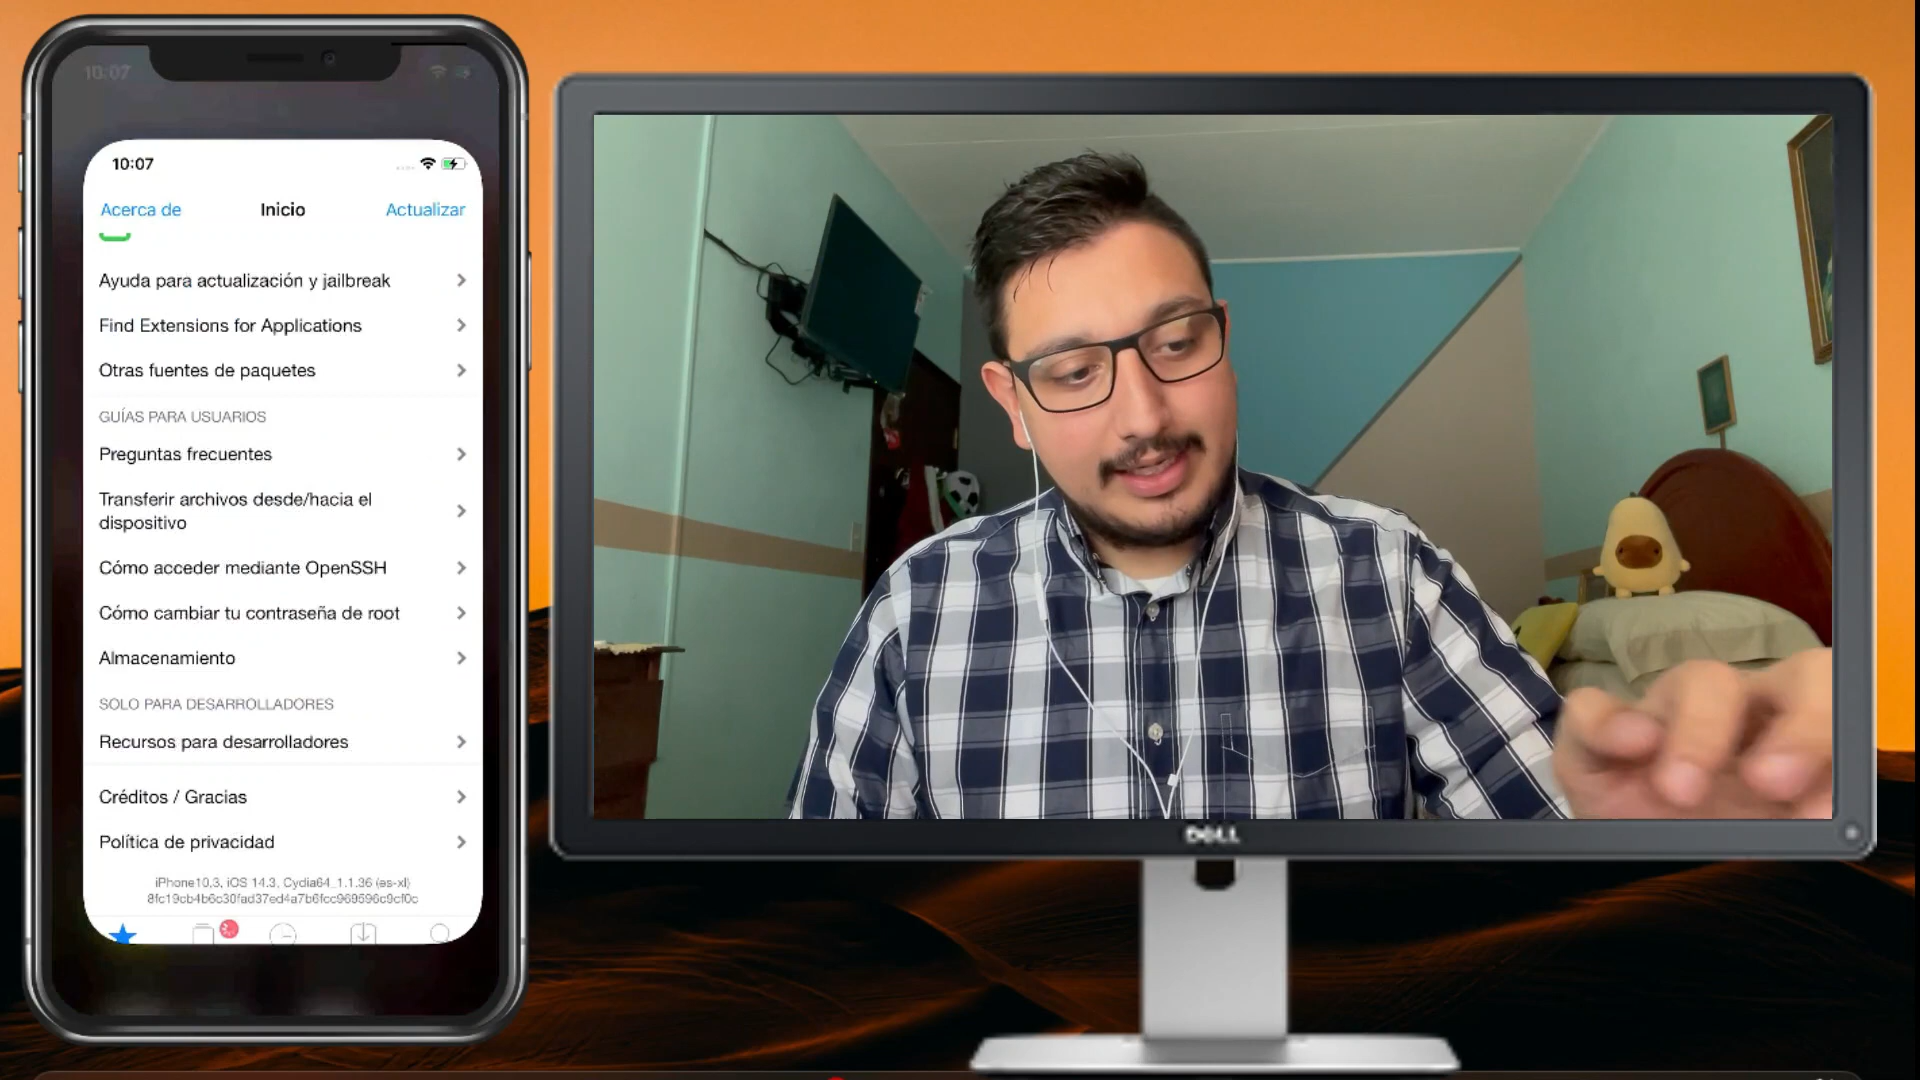 10:07
10:07
Acerca de Inicio Actualizar
Ayuda para actualización y jailbreak
Find Extensions for Applications
Otras fuentes de paquetes
GUÍAS PARA USUARIOS
Preguntas frecuentes
Transferir archivos desde/hacia el
dispositivo
Cómo acceder mediante OpenSSH
Cómo cambiar tu contraseña de root
Almacenamiento
SÓLO PARA DESARROLLADORES
Recursos para desarrolladores
Créditos / Gracias
Política de privacidad
iPhone10,3, iOS 14.3, Cydia64_1.1.36 (es-xl)
8fc19cb4b6c30fad37ed4a7b6fcc969596c9cf0c
DELL